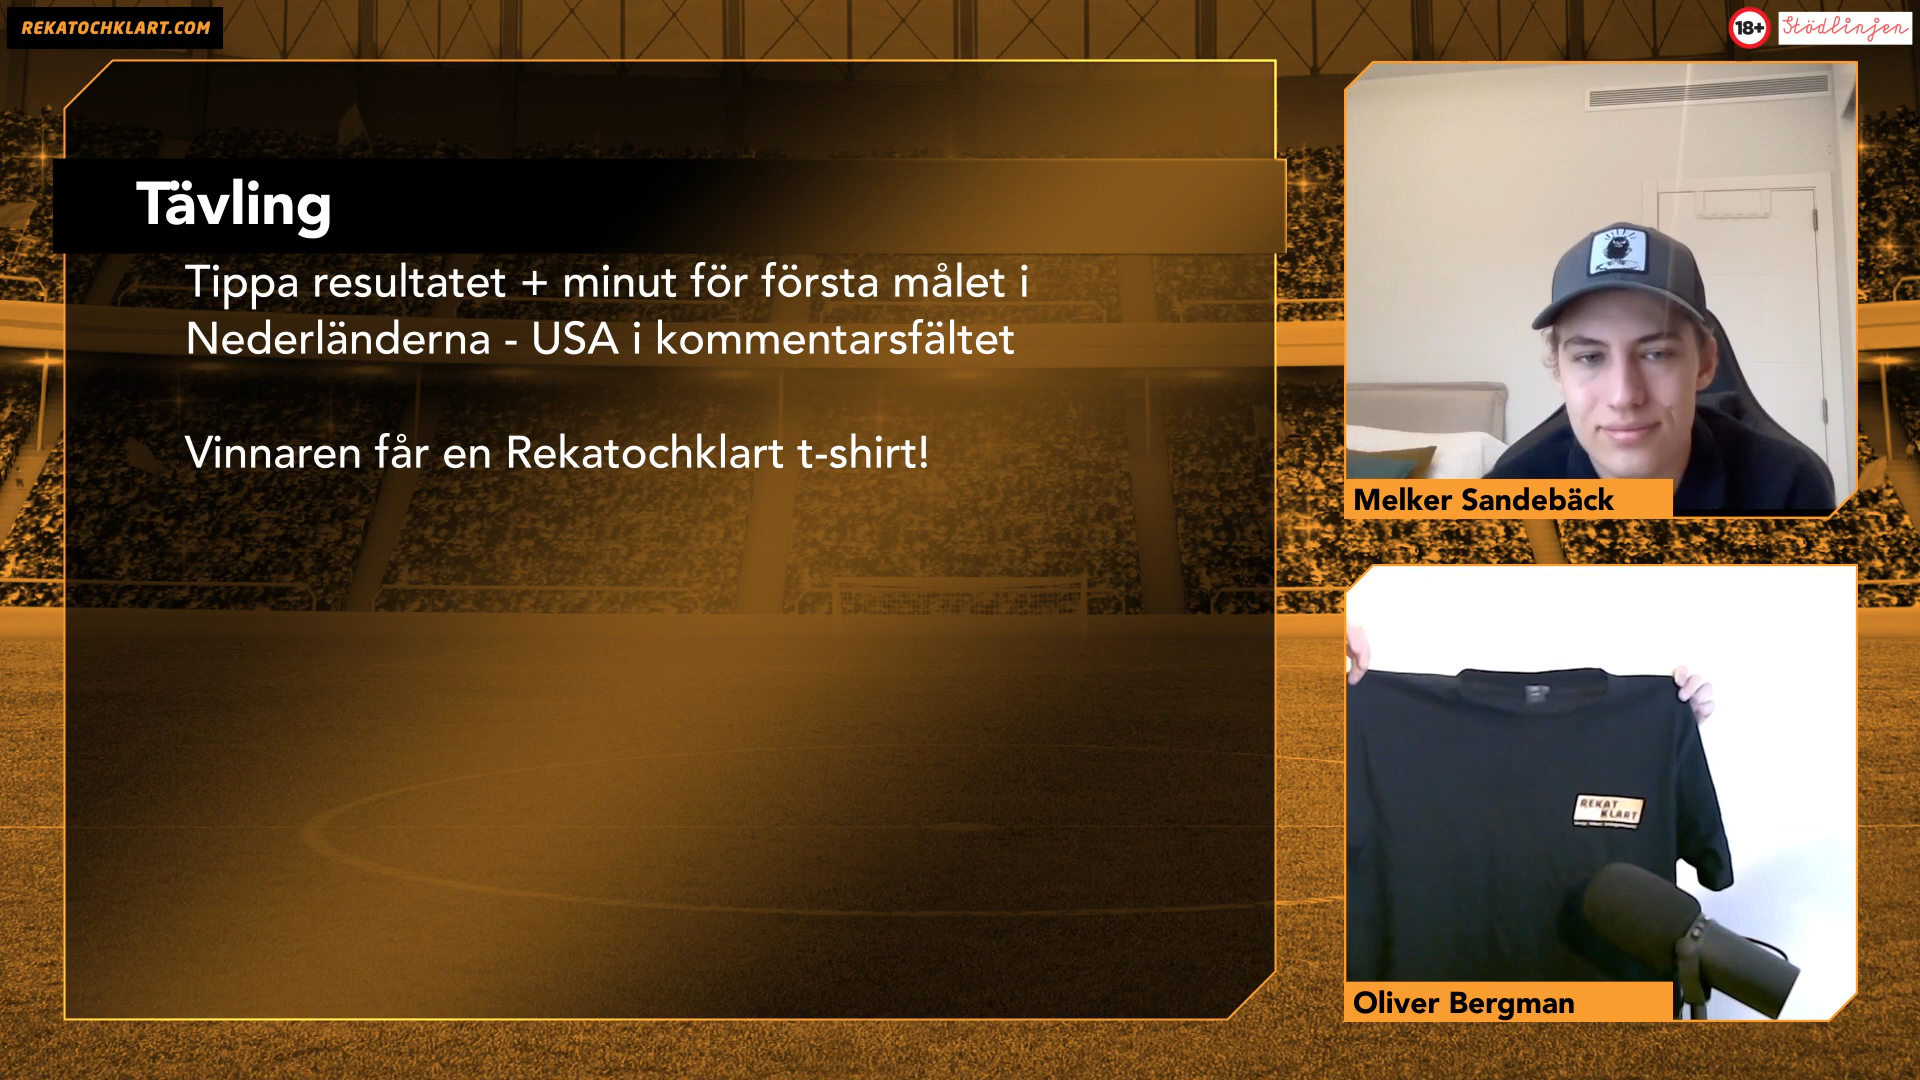 REKATOCHKLART.COM
18+ Stödlinjen
Tävling
Tippa resultatet + minut för första målet i
Nederländerna - USA i kommentarsfältet
Vinnaren får en Rekatochklart t-shirt!
Melker Sandebäck
REKAT
KLART
Oliver Bergman